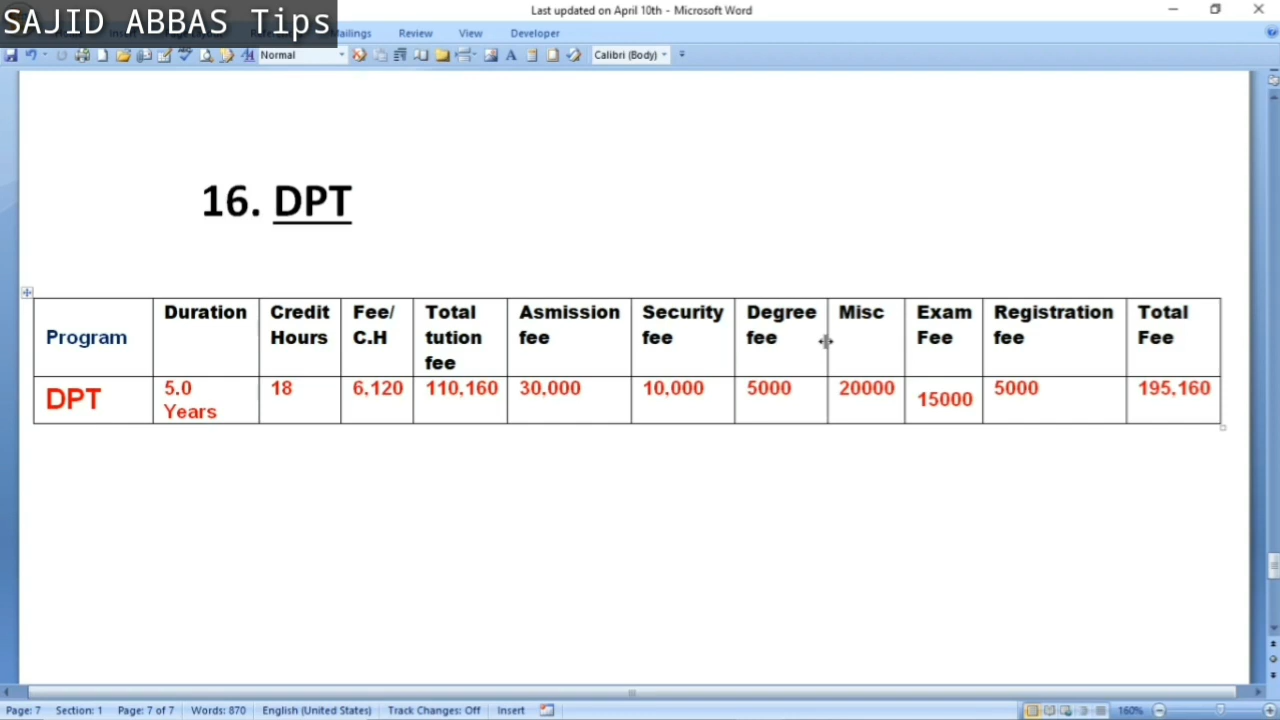 SAJID ABBAS Tips
Last updated on April 10th - Microsoft Word
ailings Review View Developer
Normal Calibri (Body)
16. DPT
Program Duration Credit Hours Fee/ C.H Total tution fee Asmission fee Security fee Degree fee Misc Exam Fee Registration fee Total Fee
DPT 5.0 Years 18 6,120 110,160 30,000 10,000 5000 20000 15000 5000 195,160
Page: 7 Section: 1 Page: 7 of 7 Words: 870 English (United States) Track Changes: Off Insert 160%